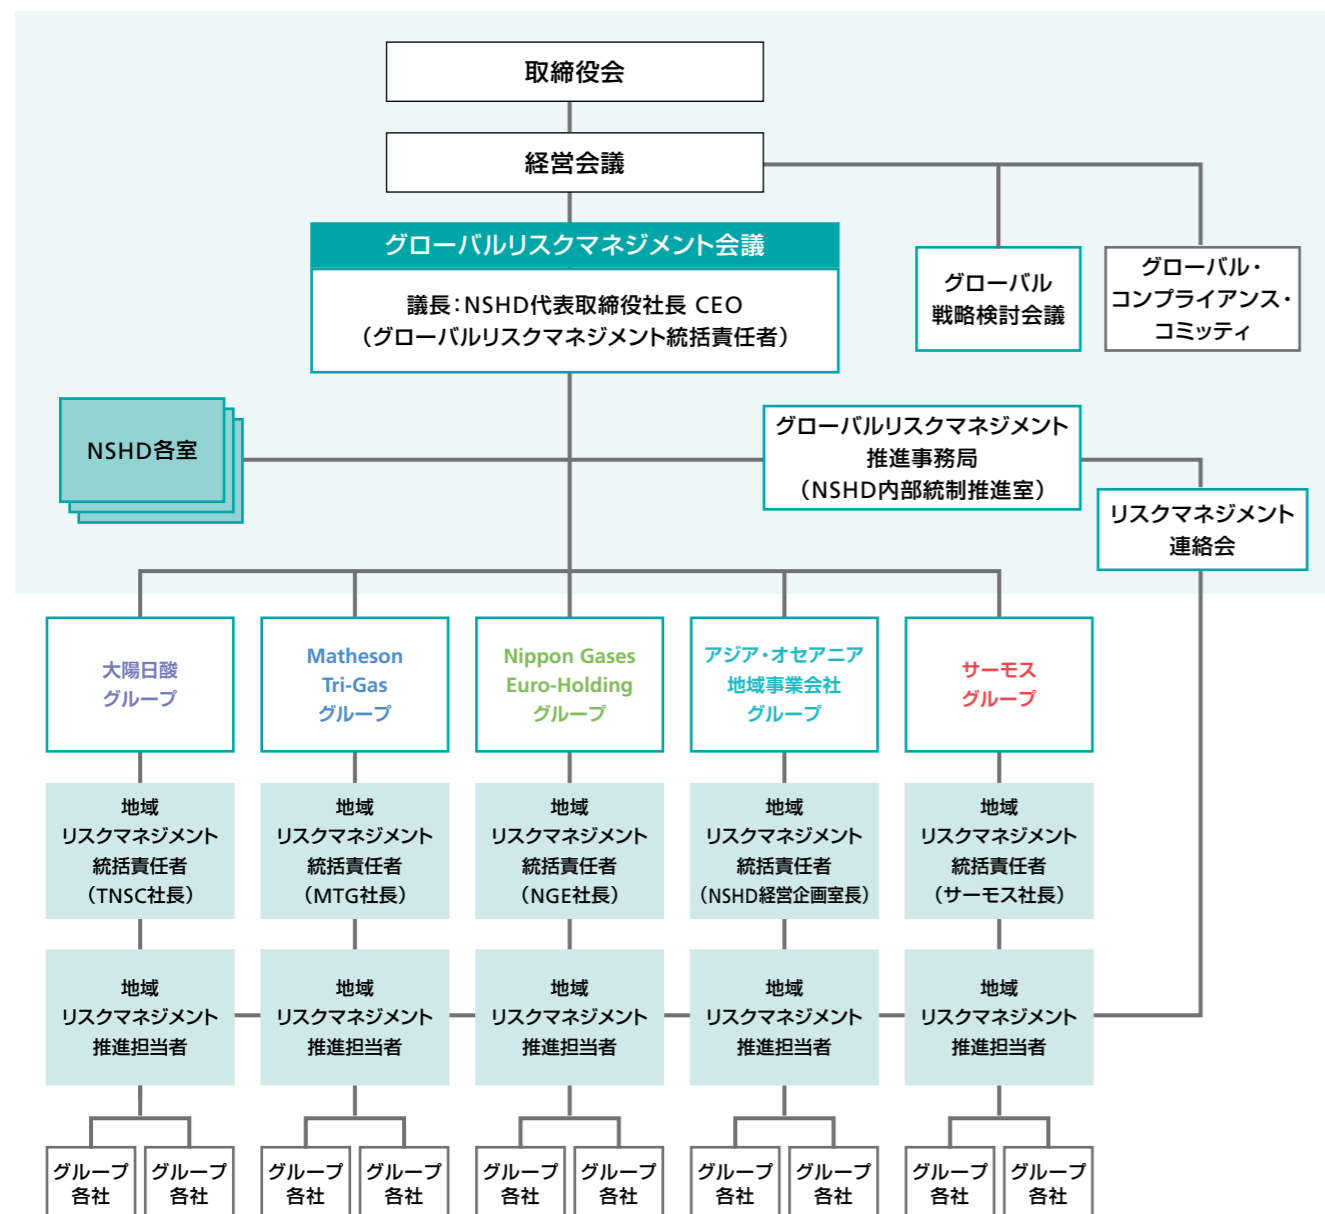 取締役会
経営会議
グローバルリスクマネジメント会議
議長：NSHD代表取締役社長 CEO
（グローバルリスクマネジメント統括責任者）
グローバル
戦略検討会議
グローバル・
コンプライアンス・
コミッティ
NSHD各室
グローバルリスクマネジメント
推進事務局
（NSHD内部統制推進室）
リスクマネジメント
連絡会
大陽日酸
グループ
Matheson
Tri-Gas
グループ
Nippon Gases
Euro-Holding
グループ
アジア・オセアニア
地域事業会社
グループ
サーモス
グループ
地域
リスクマネジメント
統括責任者
（TNSC社長）
地域
リスクマネジメント
統括責任者
（MTG社長）
地域
リスクマネジメント
統括責任者
（NGE社長）
地域
リスクマネジメント
統括責任者
（NSHD経営企画室長）
地域
リスクマネジメント
統括責任者
（サーモス社長）
地域
リスクマネジメント
推進担当者
地域
リスクマネジメント
推進担当者
地域
リスクマネジメント
推進担当者
地域
リスクマネジメント
推進担当者
地域
リスクマネジメント
推進担当者
グループ
各社
グループ
各社
グループ
各社
グループ
各社
グループ
各社
グループ
各社
グループ
各社
グループ
各社
グループ
各社
グループ
各社